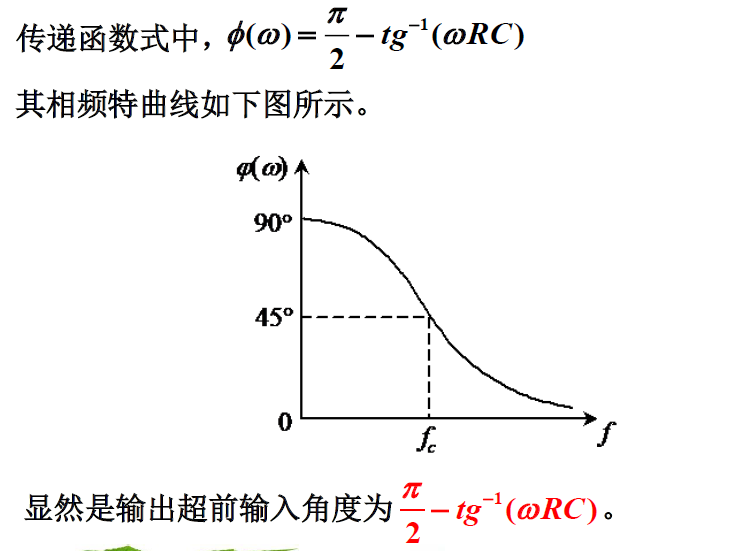 传递函数式中，ϕ(ω) = π/2 − tg⁻¹(ωRC)
其相频特曲线如下图所示。
φ(ω)
90°
45°
0
f_c
f
显然是输出超前输入角度为 π/2 − tg⁻¹(ωRC) 。